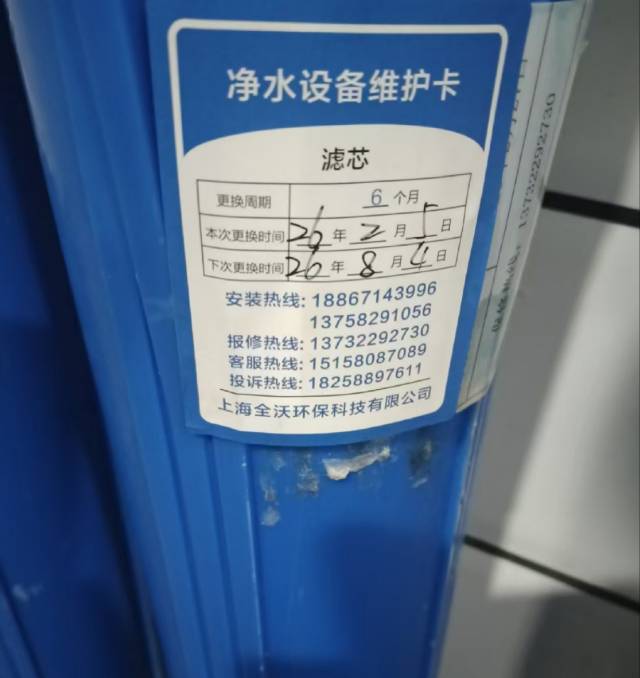 净水设备维护卡
滤芯
更换周期 6 个月
本次更换时间 26 年 2 月 5 日
下次更换时间 26 年 8 月 4 日
安装热线: 18867143996
13758291056
报修热线: 13732292730
客服热线: 15158087089
投诉热线: 18258897611
上海全沃环保科技有限公司
13732292730